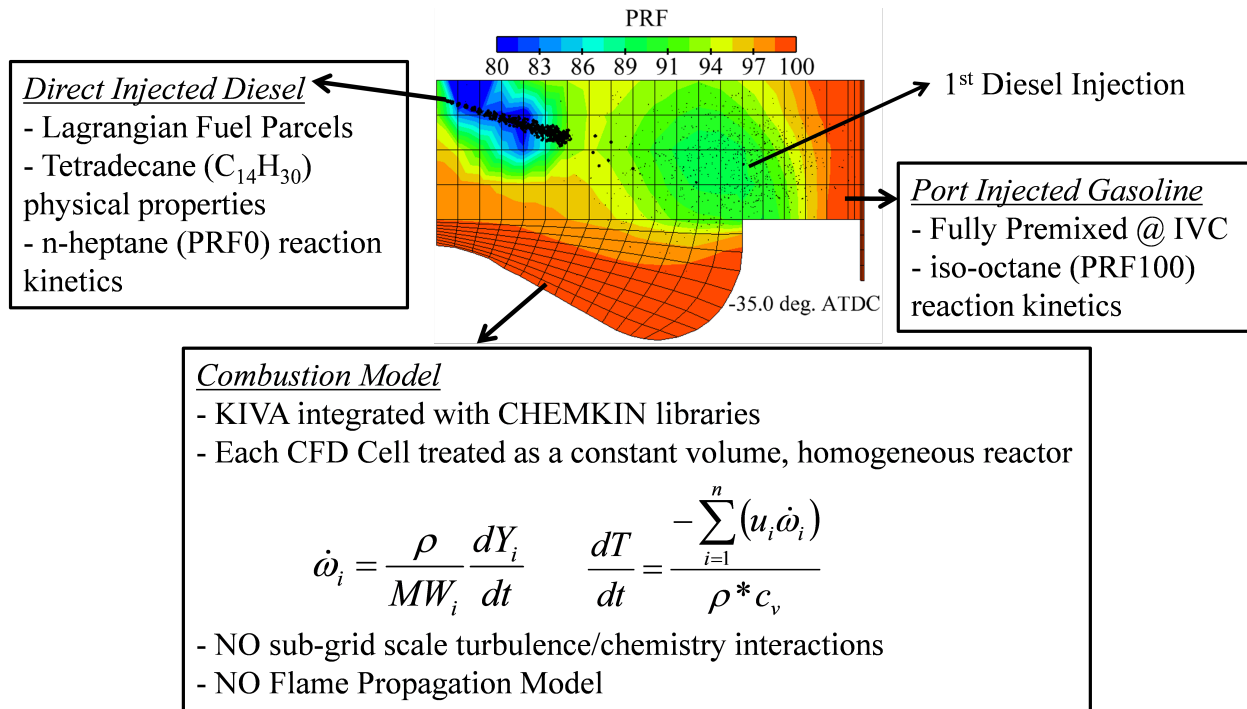 PRF
80 83 86 89 91 94 97 100
Direct Injected Diesel
- Lagrangian Fuel Parcels
- Tetradecane (C₁₄H₃₀)
physical properties
- n-heptane (PRF0) reaction
kinetics
1ˢᵗ Diesel Injection
Port Injected Gasoline
- Fully Premixed @ IVC
- iso-octane (PRF100)
reaction kinetics
-35.0 deg. ATDC
Combustion Model
- KIVA integrated with CHEMKIN libraries
- Each CFD Cell treated as a constant volume, homogeneous reactor
ω̇ᵢ = ρ/MWᵢ dYᵢ/dt    dT/dt = −∑ᵢ₌₁ⁿ(uᵢω̇ᵢ) / ρ*cᵥ
- NO sub-grid scale turbulence/chemistry interactions
- NO Flame Propagation Model